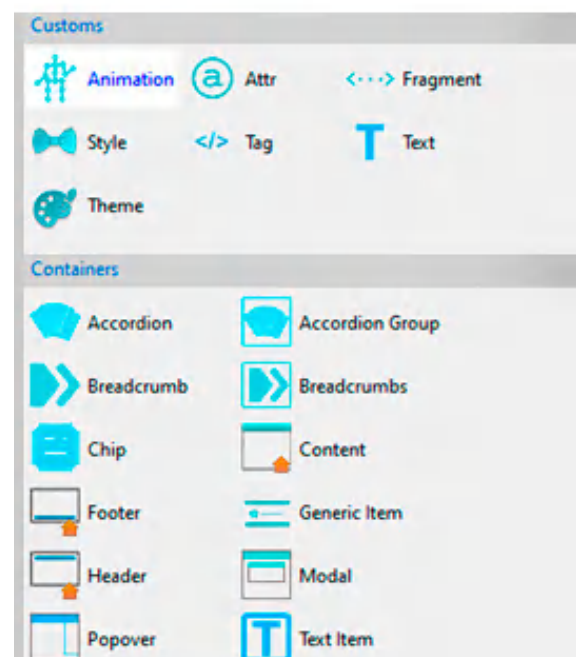 Customs
Animation Attr Fragment
Style Tag Text
Theme
Containers
Accordion Accordion Group
Breadcrumb Breadcrumbs
Chip Content
Footer Generic Item
Header Modal
Popover Text Item